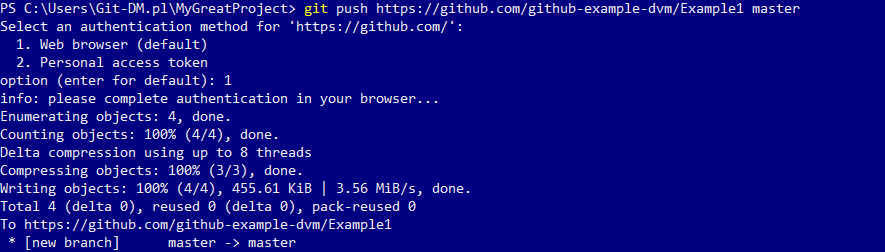 PS C:\Users\Git-DM.pl\MyGreatProject> git push https://github.com/github-example-dvm/Example1 master
Select an authentication method for 'https://github.com/':
  1. Web browser (default)
  2. Personal access token
option (enter for default): 1
info: please complete authentication in your browser...
Enumerating objects: 4, done.
Counting objects: 100% (4/4), done.
Delta compression using up to 8 threads
Compressing objects: 100% (3/3), done.
Writing objects: 100% (4/4), 455.61 KiB | 3.56 MiB/s, done.
Total 4 (delta 0), reused 0 (delta 0), pack-reused 0
To https://github.com/github-example-dvm/Example1
 * [new branch]      master -> master